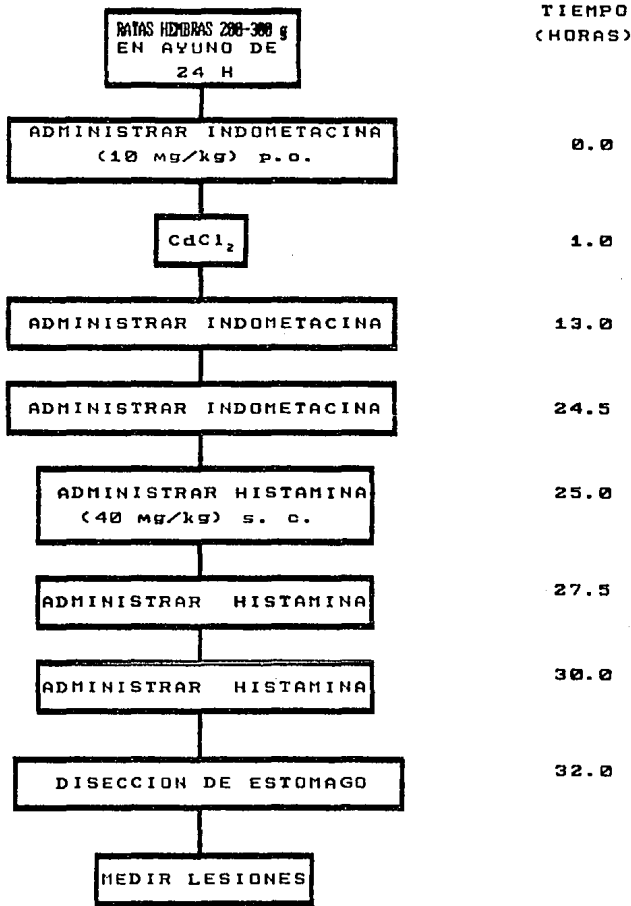 TIEMPO
(HORAS)
RATAS HEMBRAS 200-300 g
EN AYUNO DE
24 H
ADMINISTRAR INDOMETACINA
(10 mg/kg) p.o.
0.0
CdCl₂
1.0
ADMINISTRAR INDOMETACINA
13.0
ADMINISTRAR INDOMETACINA
24.5
ADMINISTRAR HISTAMINA
(40 mg/kg) s. c.
25.0
ADMINISTRAR HISTAMINA
27.5
ADMINISTRAR HISTAMINA
30.0
DISECCION DE ESTOMAGO
32.0
MEDIR LESIONES